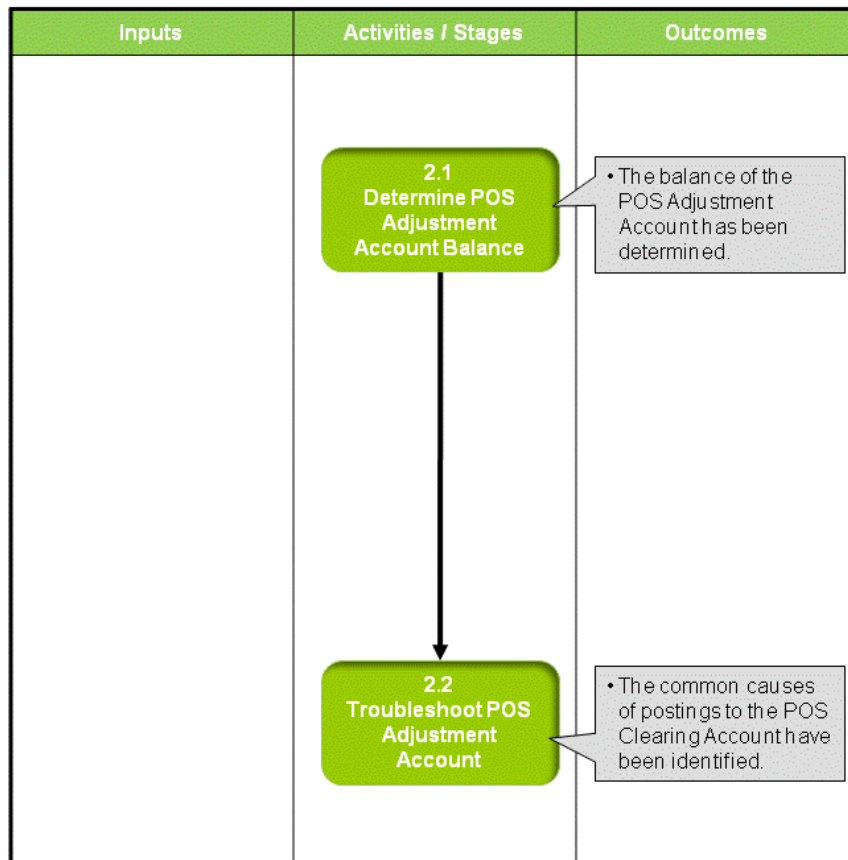 Inputs
Activities / Stages
Outcomes
2.1
Determine POS
Adjustment
Account Balance
• The balance of the
POS Adjustment
Account has been
determined.
2.2
Troubleshoot POS
Adjustment
Account
• The common causes
of postings to the POS
Clearing Account have
been identified.